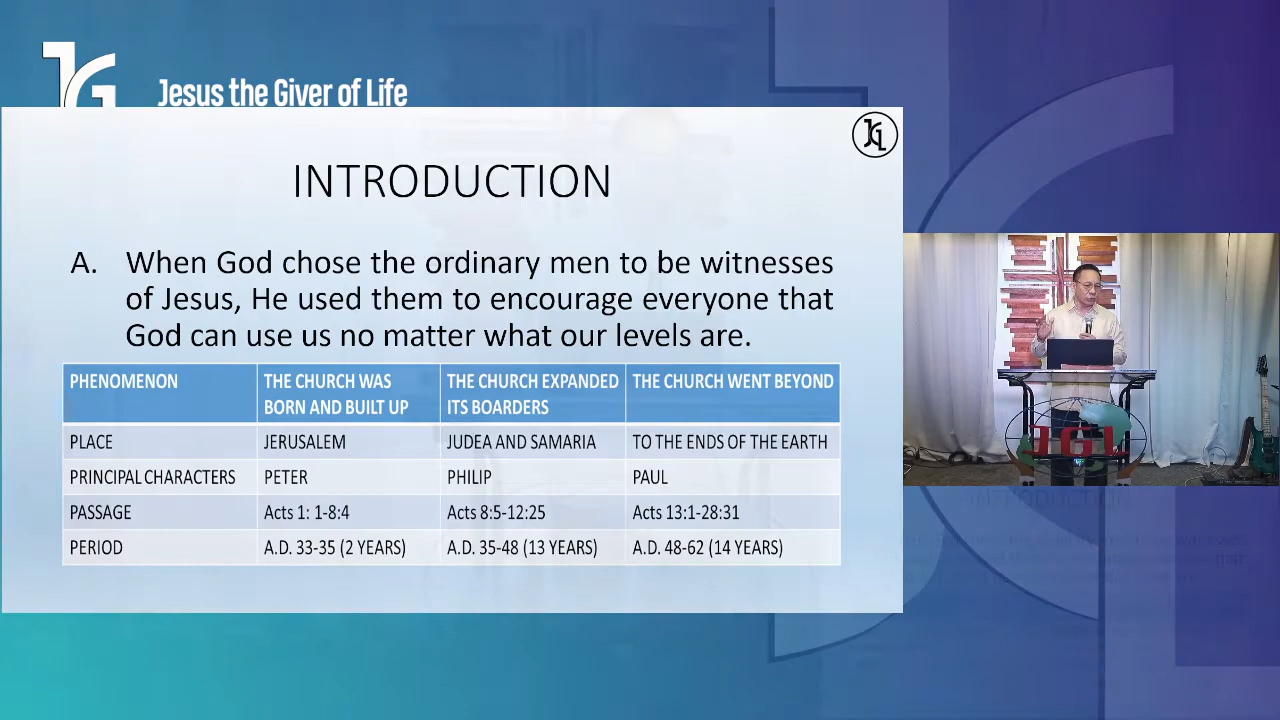 Jesus the Giver of Life
INTRODUCTION
A. When God chose the ordinary men to be witnesses
of Jesus, He used them to encourage everyone that
God can use us no matter what our levels are.
PHENOMENON THE CHURCH WAS BORN AND BUILT UP THE CHURCH EXPANDED ITS BOARDERS THE CHURCH WENT BEYOND
PLACE JERUSALEM JUDEA AND SAMARIA TO THE ENDS OF THE EARTH
PRINCIPAL CHARACTERS PETER PHILIP PAUL
PASSAGE Acts 1: 1-8:4 Acts 8:5-12:25 Acts 13:1-28:31
PERIOD A.D. 33-35 (2 YEARS) A.D. 35-48 (13 YEARS) A.D. 48-62 (14 YEARS)
JGL
INTRODUCTION